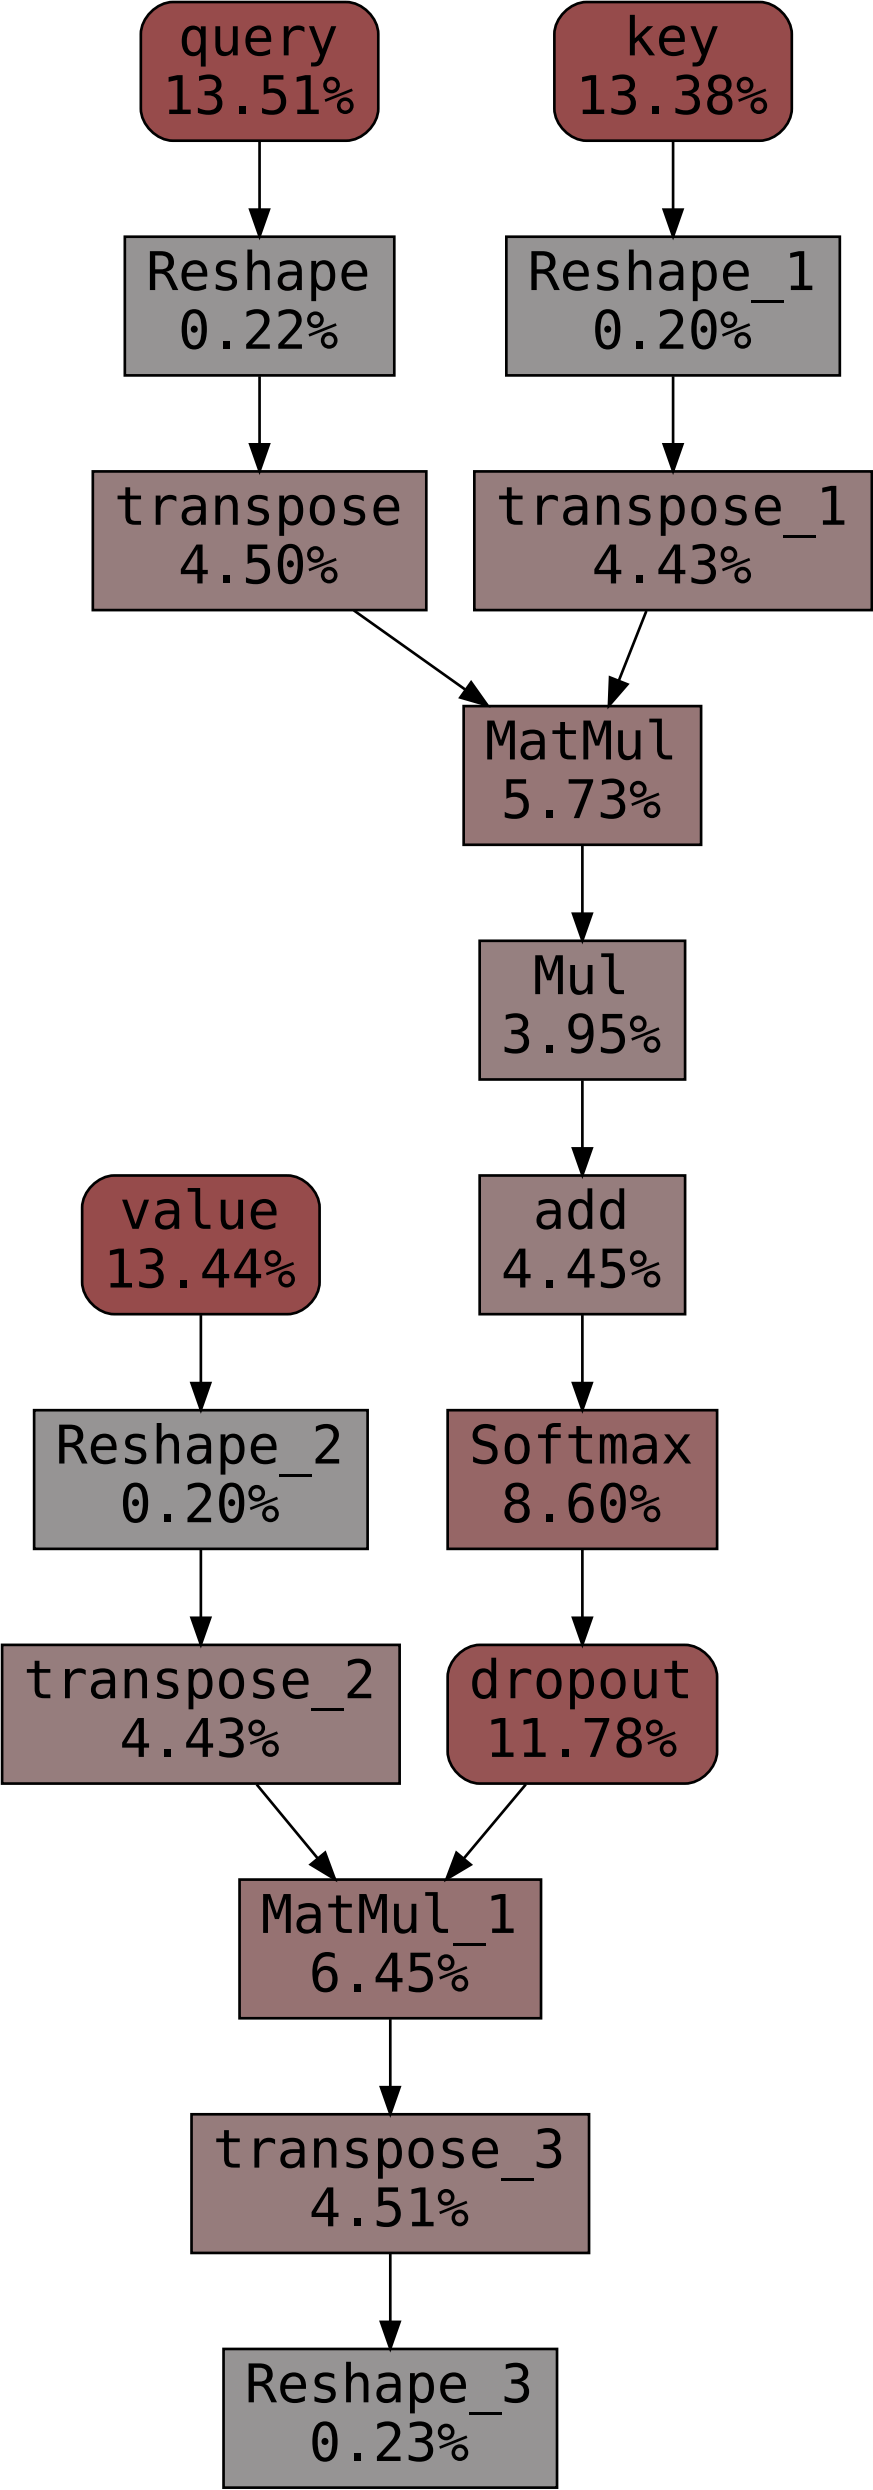 query
13.51%
key
13.38%
Reshape
0.22%
Reshape_1
0.20%
transpose
4.50%
transpose_1
4.43%
MatMul
5.73%
Mul
3.95%
add
4.45%
value
13.44%
Reshape_2
0.20%
Softmax
8.60%
transpose_2
4.43%
dropout
11.78%
MatMul_1
6.45%
transpose_3
4.51%
Reshape_3
0.23%